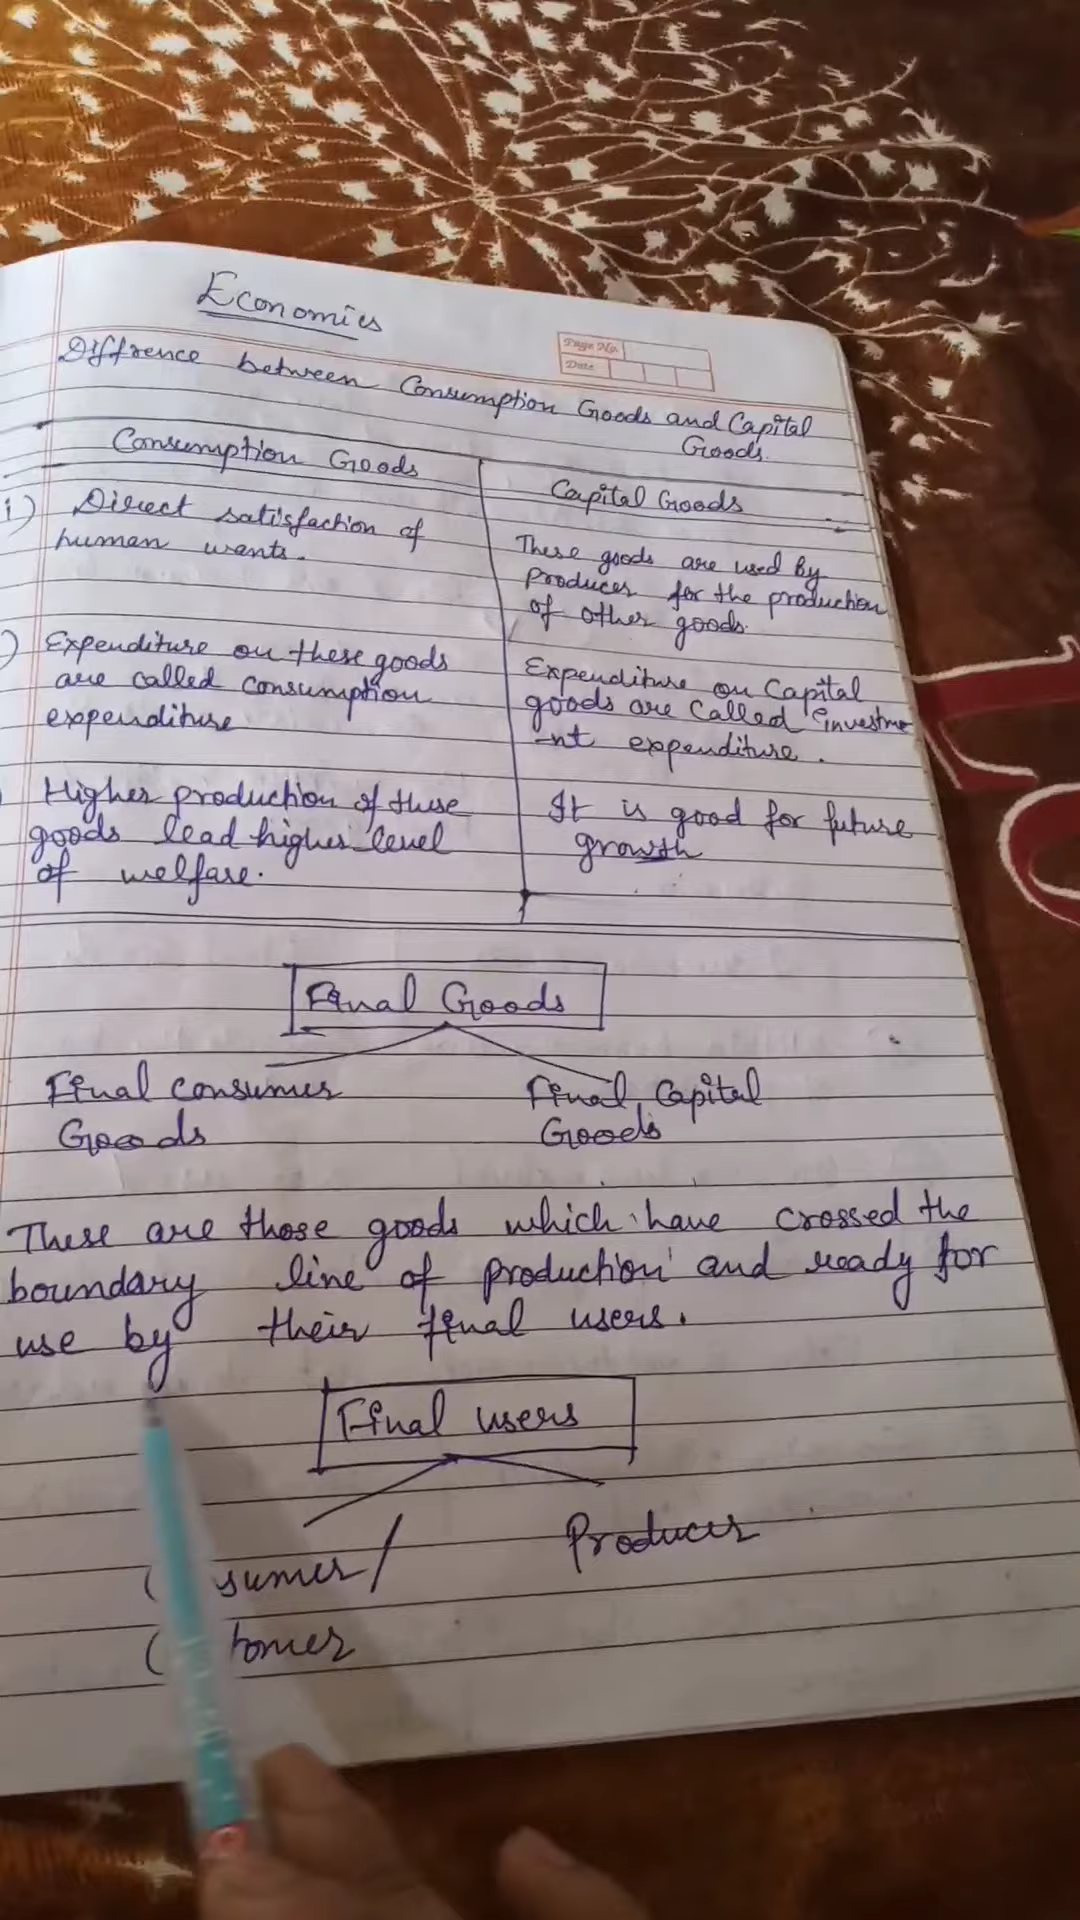 Economics
Page No.
Date
Diffrence between Consumption Goods and Capital
Goods.
Consumption Goods
i) Direct satisfaction of
human wants.
) Expenditure on these goods
are called consumption
expenditure
Higher production of these
goods lead higher level
of welfare.
Capital Goods
These goods are used by
Producer for the production
of other goods.
Expenditure on Capital
goods are called investme
-nt expenditure.
It is good for future
growth
Final Goods
Final consumer
Goods
Final Capital
Goods
These are those goods which have crossed the
boundary line of production and ready for
use by their final users.
Final users
sumer/
tomer
Producer